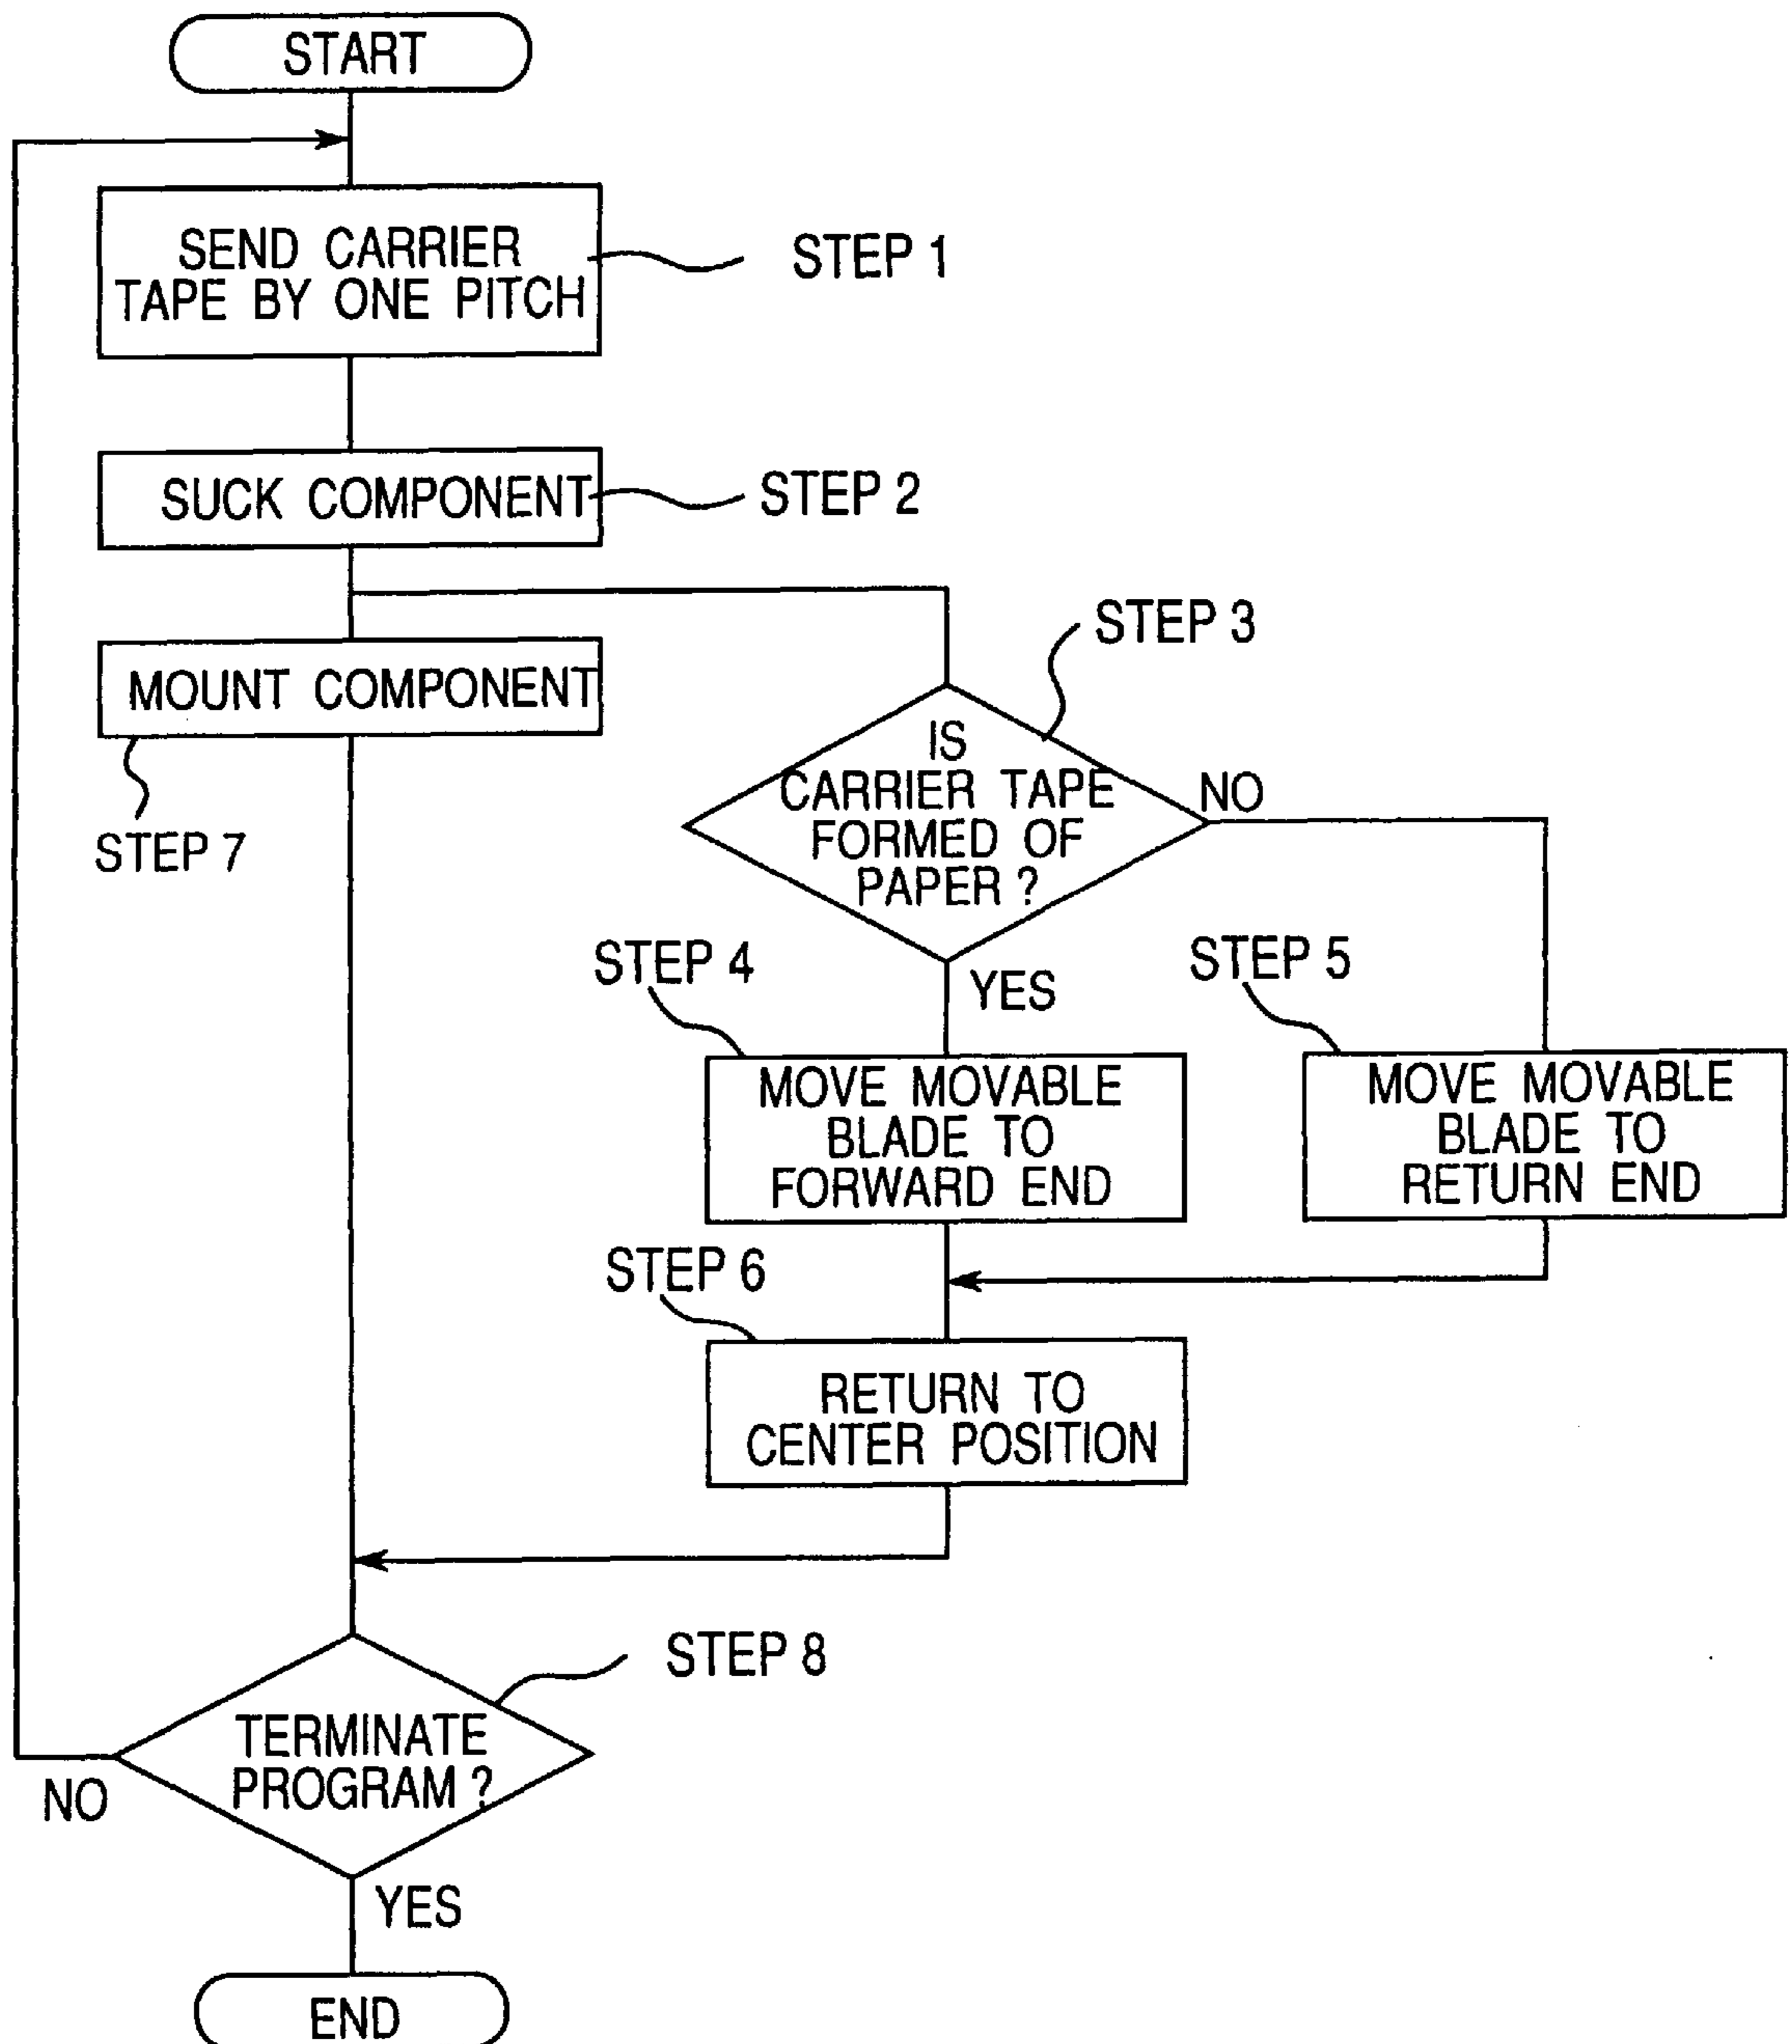 START
SEND CARRIER
TAPE BY ONE PITCH
STEP 1
SUCK COMPONENT
STEP 2
MOUNT COMPONENT
STEP 7
STEP 3
IS
CARRIER TAPE
FORMED OF
PAPER ?
NO
YES
STEP 4
MOVE MOVABLE
BLADE TO
FORWARD END
STEP 5
MOVE MOVABLE
BLADE TO
RETURN END
STEP 6
RETURN TO
CENTER POSITION
STEP 8
TERMINATE
PROGRAM ?
NO
YES
END